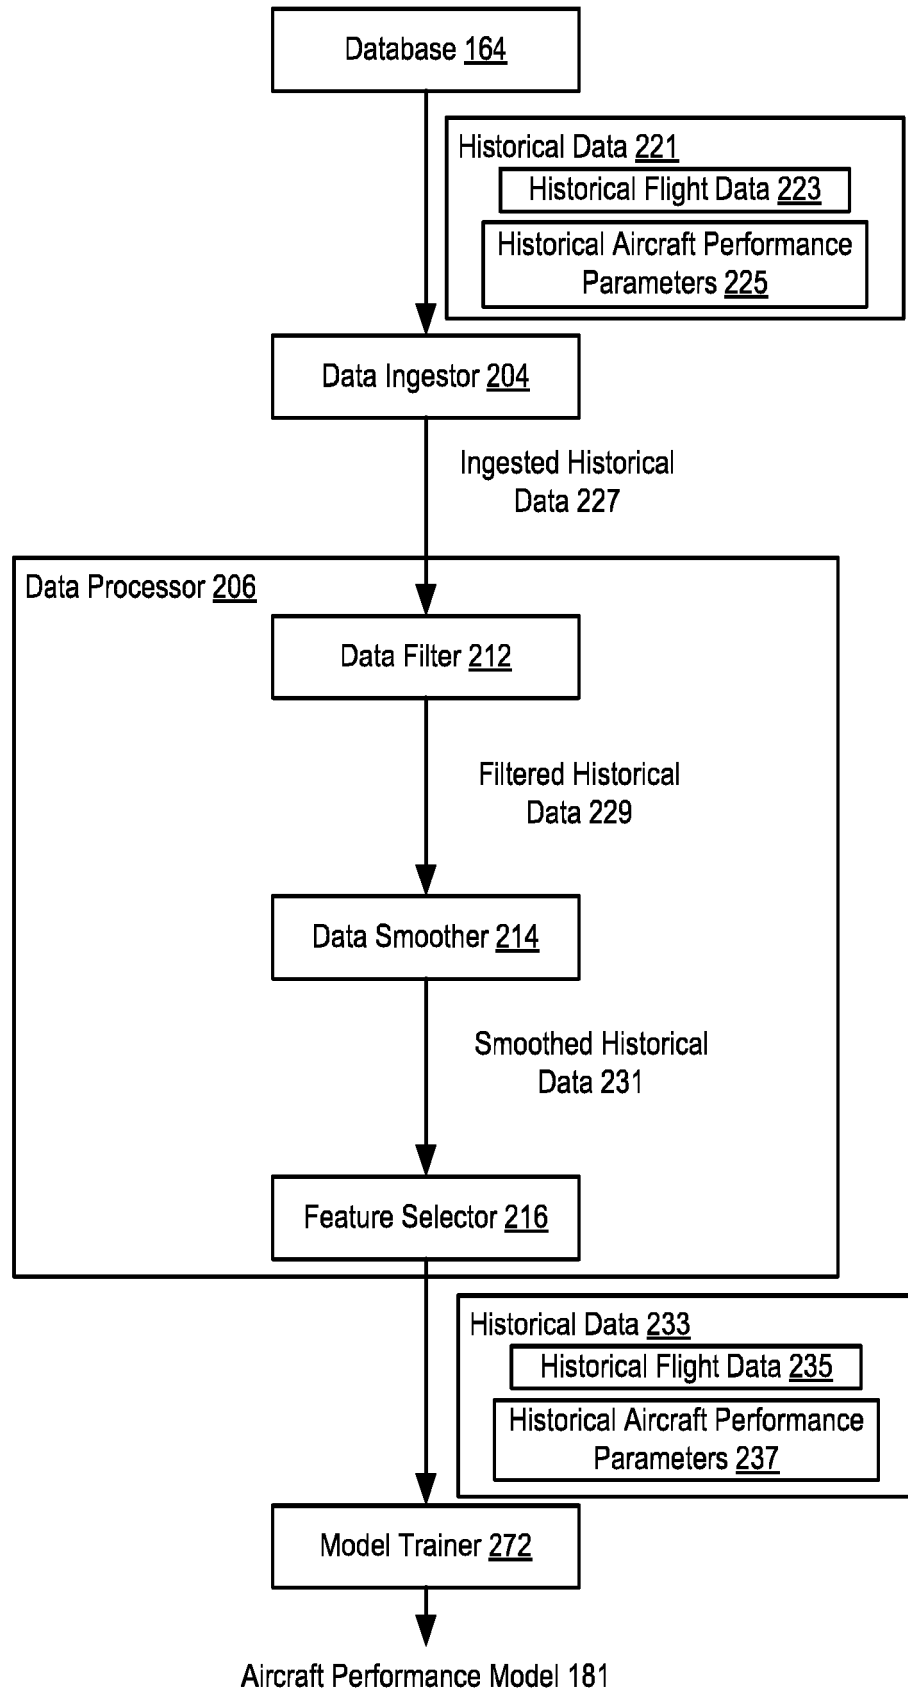 Database 164
Historical Data 221
Historical Flight Data 223
Historical Aircraft Performance
Parameters 225
Data Ingestor 204
Ingested Historical
Data 227
Data Processor 206
Data Filter 212
Filtered Historical
Data 229
Data Smoother 214
Smoothed Historical
Data 231
Feature Selector 216
Historical Data 233
Historical Flight Data 235
Historical Aircraft Performance
Parameters 237
Model Trainer 272
Aircraft Performance Model 181